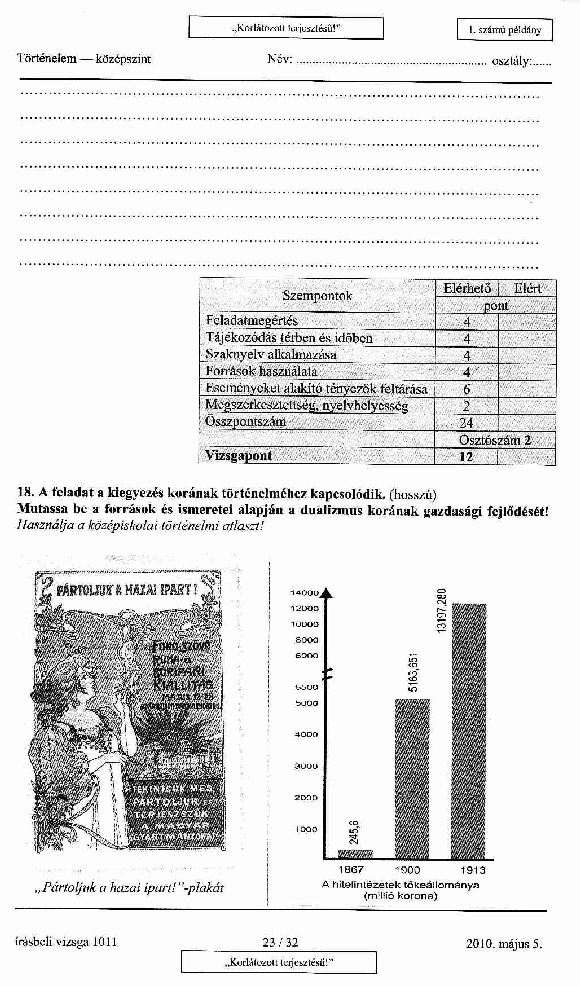 „Korlátozott terjesztésű!"
1. számú példány
Történelem — középszint
Név: ........................................................ osztály:......
Szempontok Elérhető Elért
pont
Feladatmegértés 4
Tájékozódás térben és időben 4
Szaknyelv alkalmazása 4
Források használata 4
Eseményeket alakító tényezők feltárása 6
Megszerkesztettség, nyelvhelyesség 2
Összpontszám 24
Osztószám 2
Vizsgapont 12
18. A feladat a kiegyezés korának történelméhez kapcsolódik. (hosszú)
Mutassa be a források és ismeretei alapján a dualizmus korának gazdasági fejlődését!
Használja a középiskolai történelmi atlaszt!
PÁRTOLJUK A HAZAI IPART!
RUHA
KIÁLLÍTÁS
TEKINTSÜK MEG
PÁRTOLJUK
TERJESSZÜK
A MAGYAR
„Pártoljuk a hazai ipart!"-plakát
14000
12000
10000
8000
6000
5500
5000
4000
3000
2000
1000
245,6
5163,651
13197,280
1867 1900 1913
A hitelintézetek tőkeállománya
(millió korona)
írásbeli vizsga 1011
23 / 32
2010. május 5.
„Korlátozott terjesztésű!"